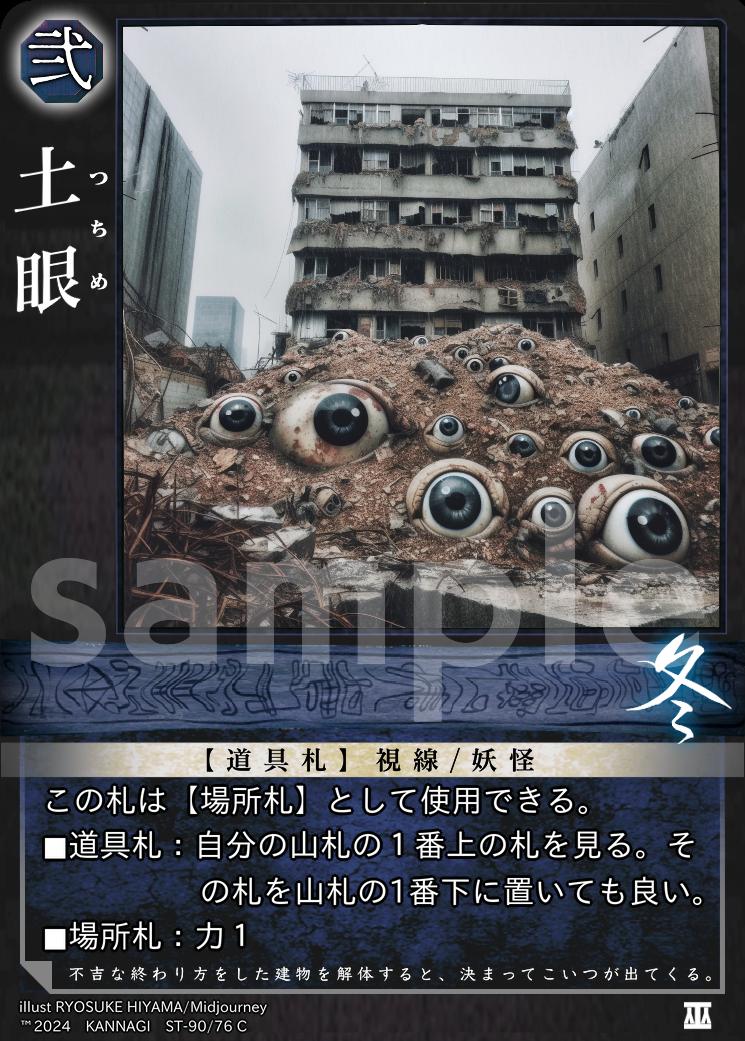 弐
土眼
つちめ
sample
冬
【道具札】視線/妖怪
この札は【場所札】として使用できる。
■道具札：自分の山札の１番上の札を見る。そ
の札を山札の1番下に置いても良い。
■場所札：力１
不吉な終わり方をした建物を解体すると、決まってこいつが出てくる。
illust RYOSUKE HIYAMA/Midjourney
™2024 KANNAGI ST-90/76 C